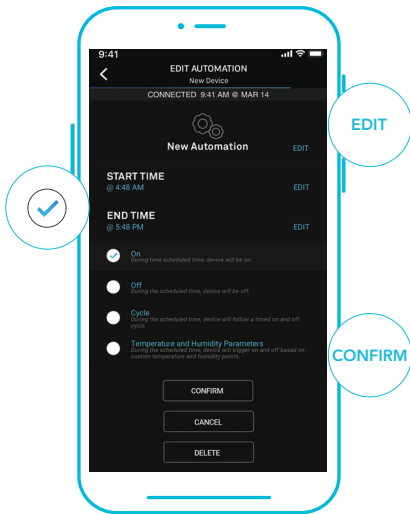 9:41
EDIT AUTOMATION
New Device
CONNECTED 9:41 AM @ MAR 14
New Automation
EDIT
EDIT
START TIME
@ 4:48 AM
EDIT
END TIME
@ 5:48 PM
EDIT
On
During time scheduled time, device will be on.
Off
During the scheduled time, device will be off.
Cycle
During the scheduled time, device will follow a timed on and off
cycle.
Temperature and Humidity Parameters
During the scheduled time, device will trigger on and off based on
custom temperature and humidity points.
CONFIRM
CONFIRM
CANCEL
DELETE